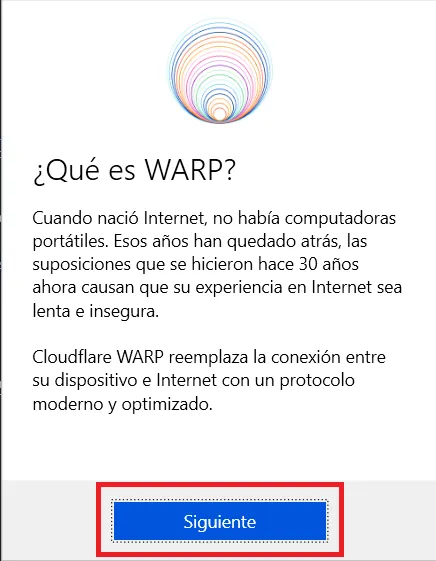 ¿Qué es WARP?
Cuando nació Internet, no había computadoras
portátiles. Esos años han quedado atrás, las
suposiciones que se hicieron hace 30 años
ahora causan que su experiencia en Internet sea
lenta e insegura.
Cloudflare WARP reemplaza la conexión entre
su dispositivo e Internet con un protocolo
moderno y optimizado.
Siguiente